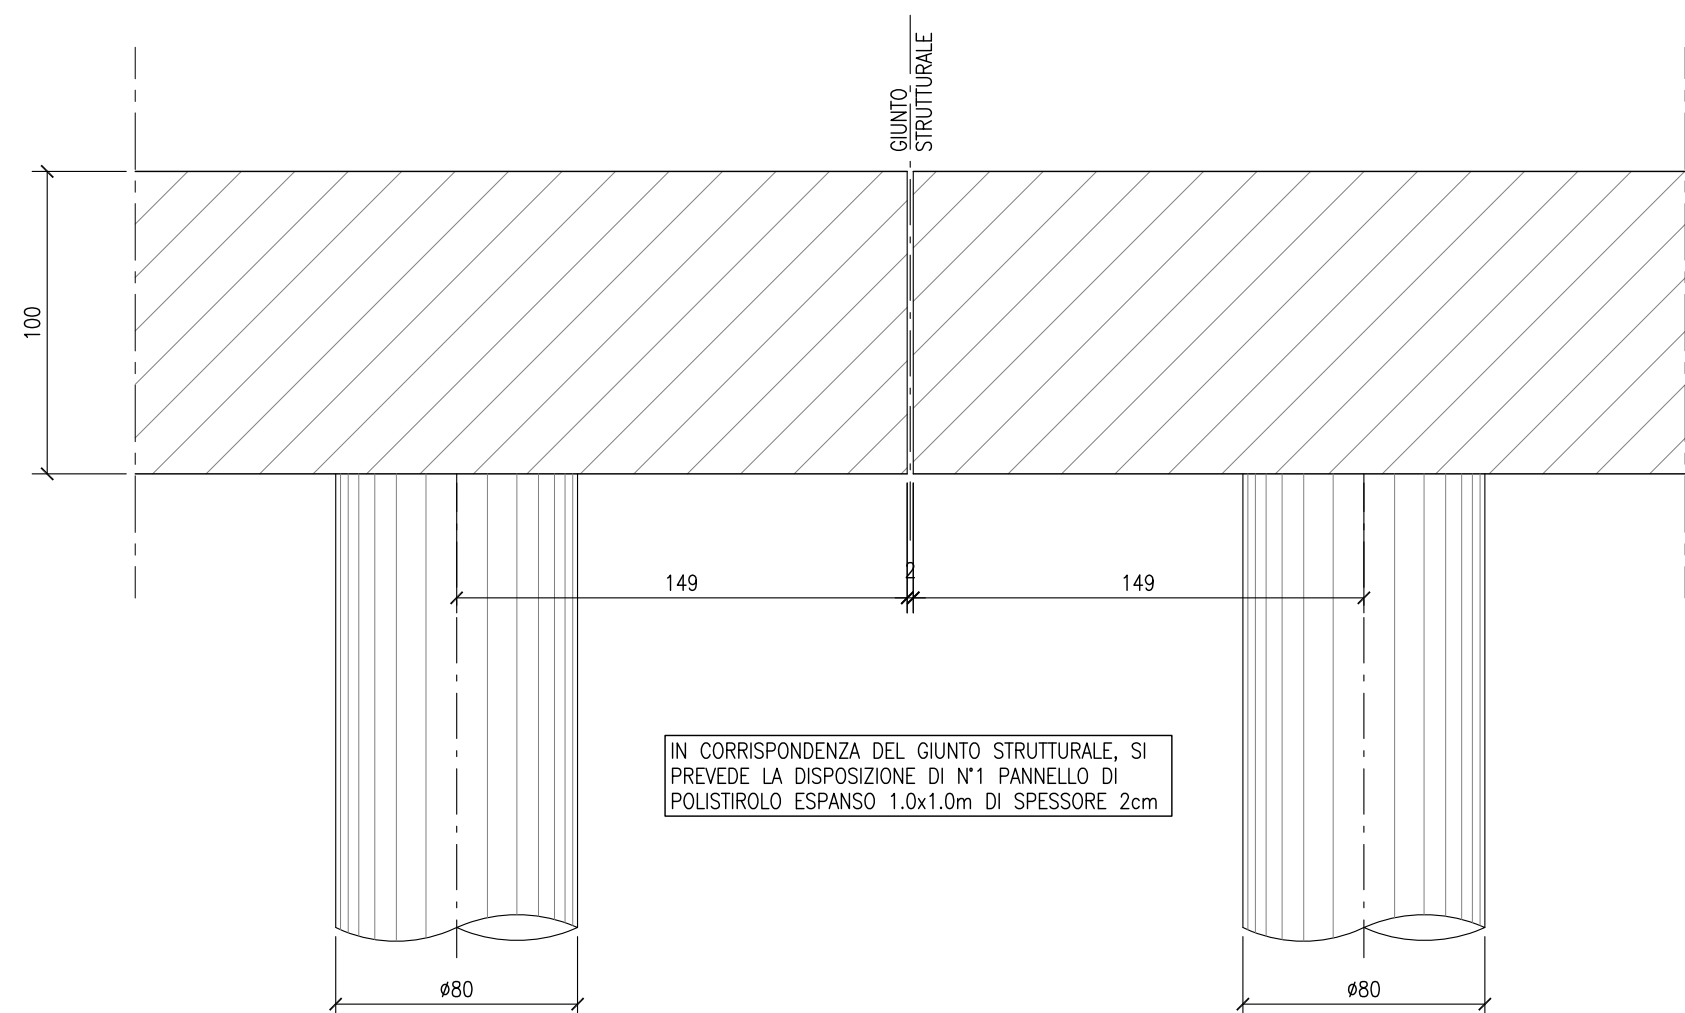 GIUNTO
STRUTTURALE
100
149
2
149
IN CORRISPONDENZA DEL GIUNTO STRUTTURALE, SI
PREVEDE LA DISPOSIZIONE DI N°1 PANNELLO DI
POLISTIROLO ESPANSO 1.0x1.0m DI SPESSORE 2cm
ø80
ø80